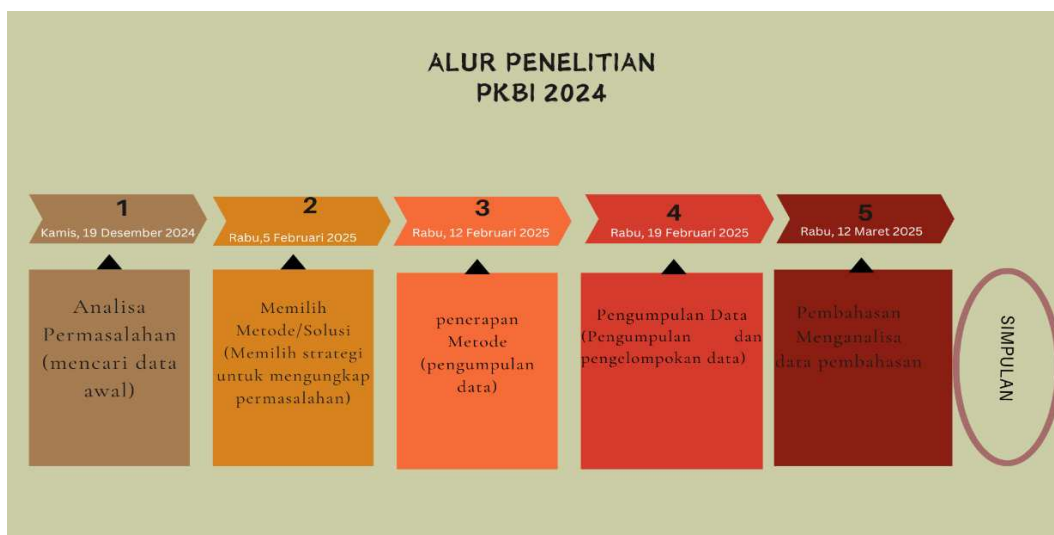 ALUR PENELITIAN
PKBI 2024
1
Kamis, 19 Desember 2024
2
Rabu,5 Februari 2025
3
Rabu, 12 Februari 2025
4
Rabu, 19 Februari 2025
5
Rabu, 12 Maret 2025
Analisa
Permasalahan
(mencari data
awal)
Memilih
Metode/Solusi
(Memilih strategi
untuk mengungkap
permasalahan)
penerapan
Metode
(pengumpulan
data)
Pengumpulan Data
(Pengumpulan dan
pengelompokan data)
Pembahasan
Menganalisa
data pembahasan
SIMPULAN